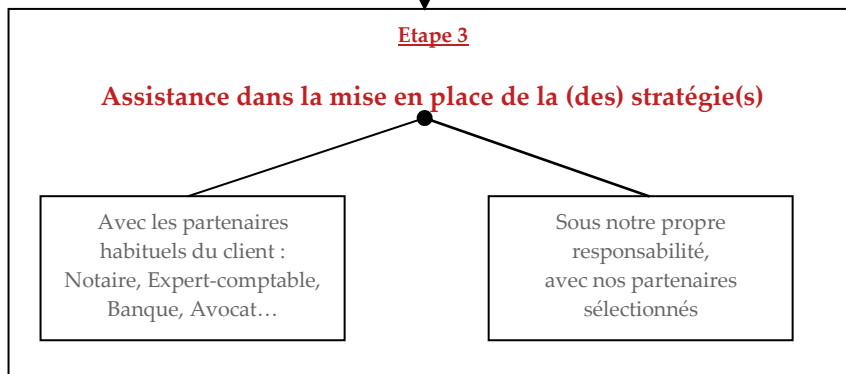 Etape 3
Assistance dans la mise en place de la (des) stratégie(s)
Avec les partenaires
habituels du client :
Notaire, Expert-comptable,
Banque, Avocat…
Sous notre propre
responsabilité,
avec nos partenaires
sélectionnés